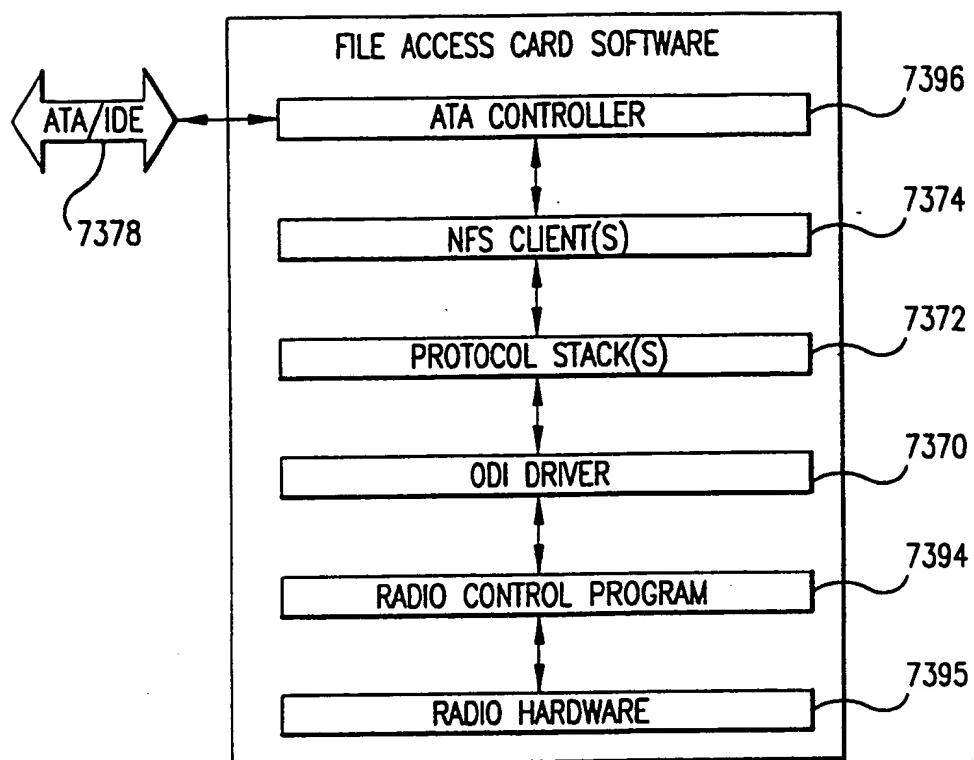 FILE ACCESS CARD SOFTWARE
7396
ATA/IDE
ATA CONTROLLER
7374
7378
NFS CLIENT(S)
7372
PROTOCOL STACK(S)
7370
ODI DRIVER
7394
RADIO CONTROL PROGRAM
7395
RADIO HARDWARE